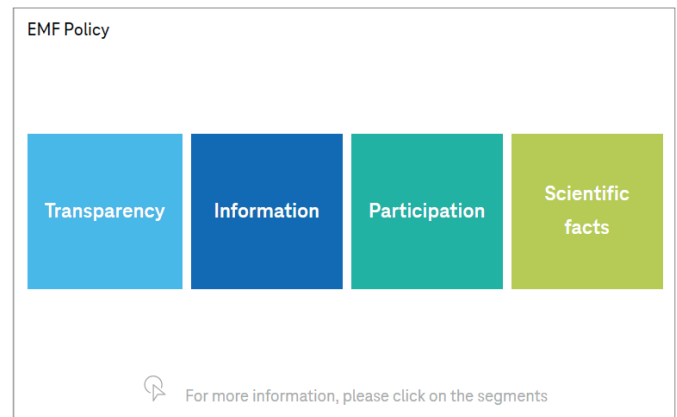 EMF Policy
Transparency
Information
Participation
Scientific
facts
For more information, please click on the segments